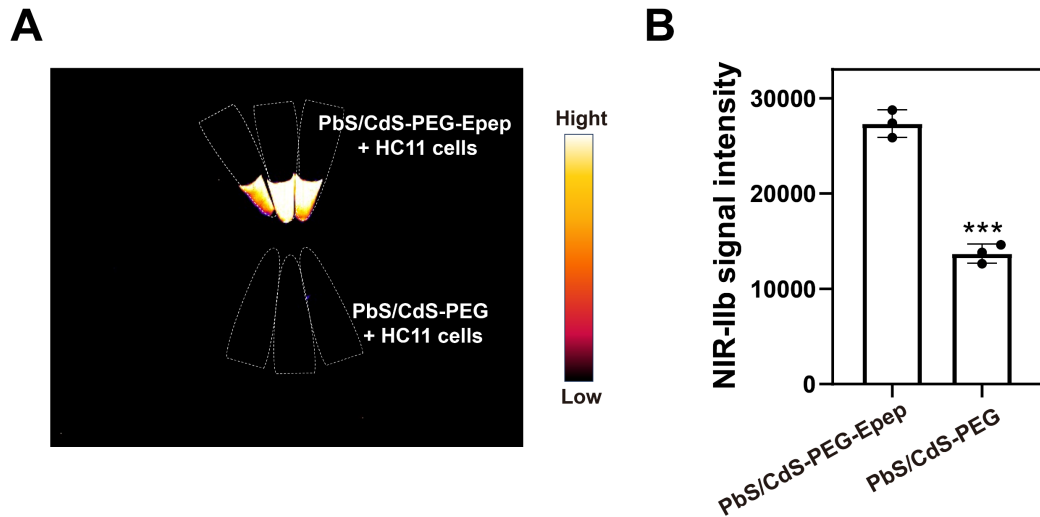 A
PbS/CdS-PEG-Epep
+ HC11 cells
PbS/CdS-PEG
+ HC11 cells
Hight
Low
B
NIR-IIb signal intensity
30000
20000
10000
0
***
PbS/CdS-PEG-Epep
PbS/CdS-PEG